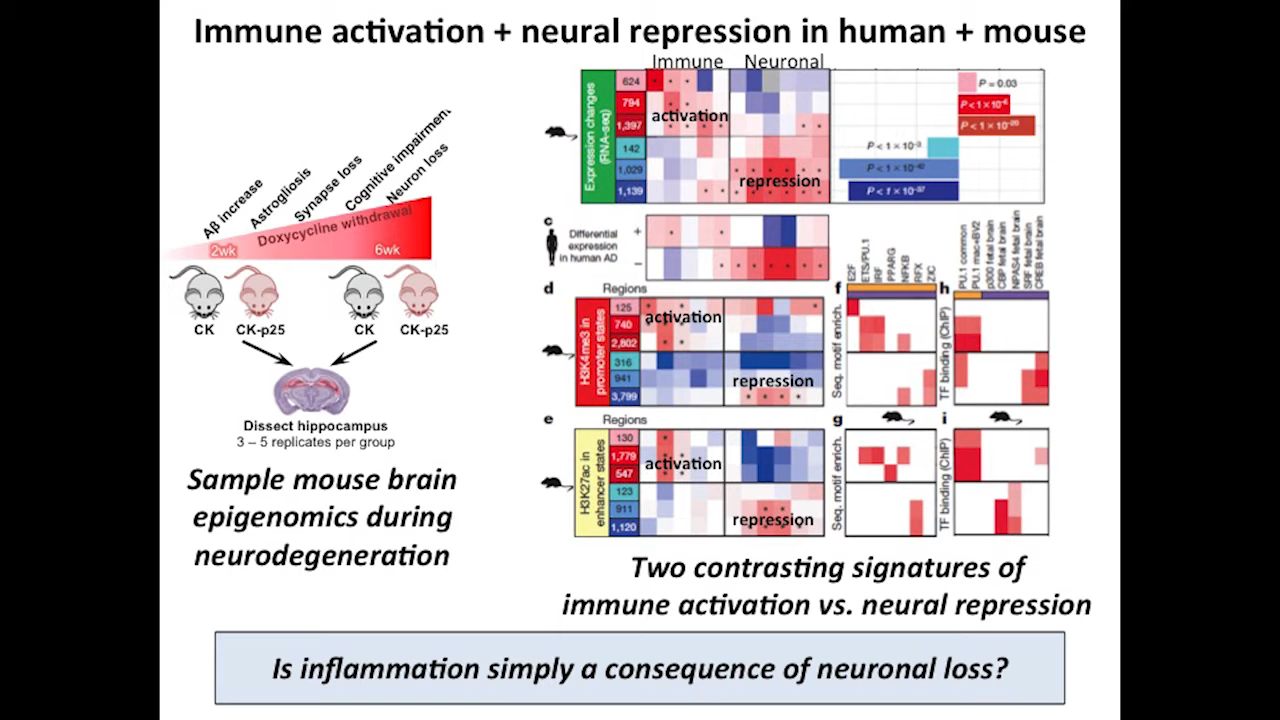 Immune activation + neural repression in human + mouse
Immune Neuronal
Expression changes
(RNA-seq)
624
794
1,397
142
1,029
1,139
activation
repression
P = 0.03
P < 1 × 10⁻⁶
P < 1 × 10⁻²⁰
P < 1 × 10⁻³
P < 1 × 10⁻⁴²
P < 1 × 10⁻³⁷
Aβ increase
Astrogliosis
Synapse loss
Cognitive impairment
Neuron loss
Doxycycline withdrawal
2wk
6wk
CK
CK-p25
CK
CK-p25
Dissect hippocampus
3 – 5 replicates per group
Sample mouse brain
epigenomics during
neurodegeneration
c
Differential
expression
in human AD
+
−
d
Regions
H3K4me3 in
promoter states
125
740
2,802
316
941
3,799
activation
repression
e
Regions
H3K27ac in
enhancer states
130
1,779
547
123
911
1,120
activation
repression
f
E2F
ETS/PU.1
IRF
PPARG
NFKB
RFX
ZIC
Seq. motif enrich.
h
PU.1 common
PU.1 mac+BV2
p300 fetal brain
CBP fetal brain
NPAS4 fetal brain
SRF fetal brain
CREB fetal brain
TF binding (ChIP)
g
Seq. motif enrich.
i
TF binding (ChIP)
Two contrasting signatures of
immune activation vs. neural repression
Is inflammation simply a consequence of neuronal loss?